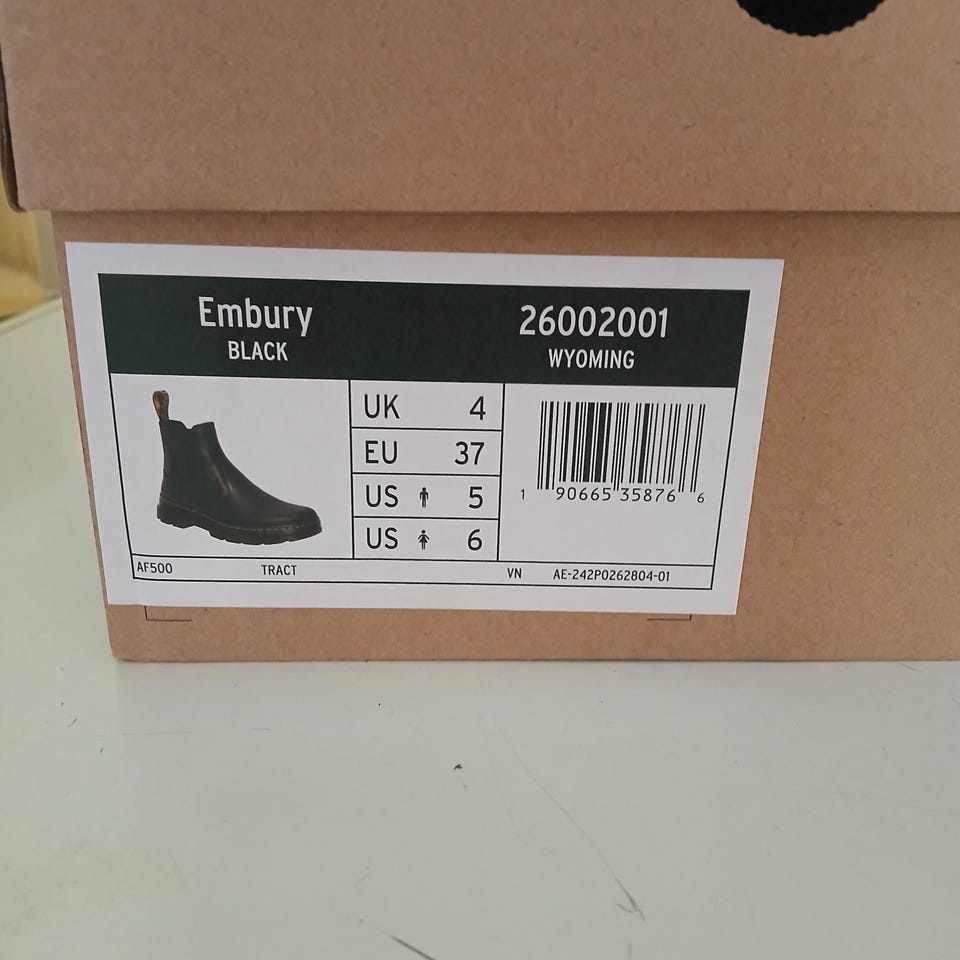 Embury
BLACK
26002001
WYOMING
UK 4
EU 37
US 5
US 6
1 90665 35876 6
AF500 TRACT VN AE-242P0262804-01